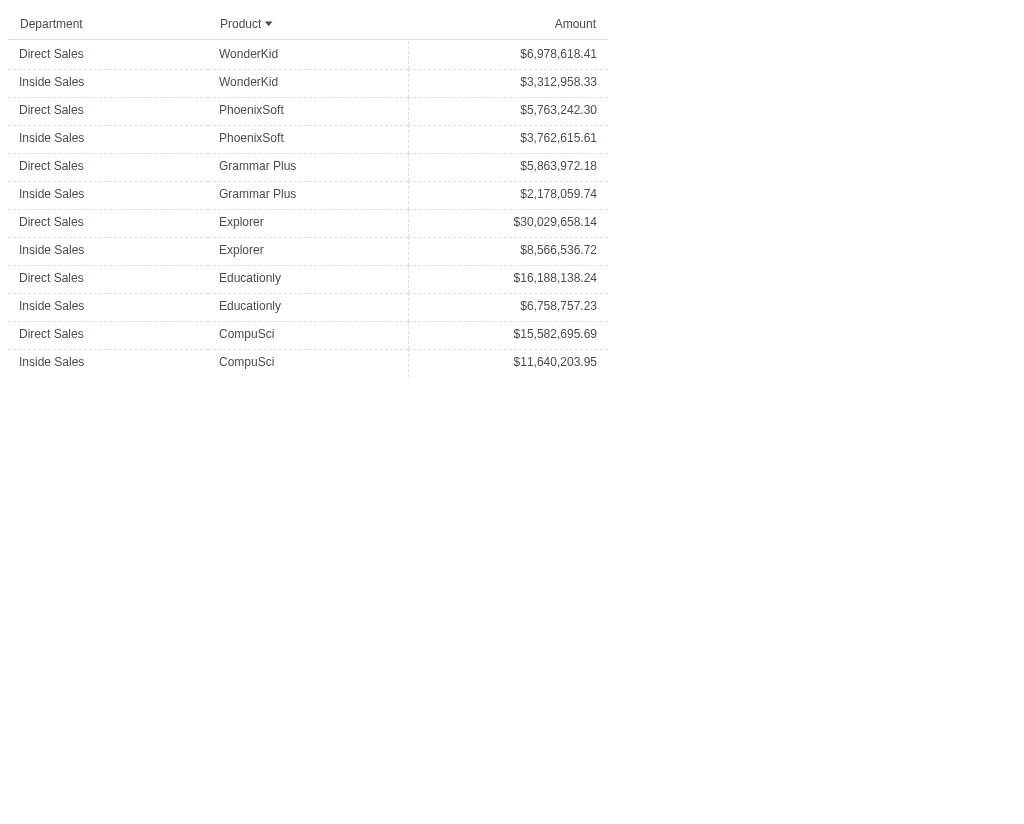 Department Product Amount
Direct Sales WonderKid $6,978,618.41
Inside Sales WonderKid $3,312,958.33
Direct Sales PhoenixSoft $5,763,242.30
Inside Sales PhoenixSoft $3,762,615.61
Direct Sales Grammar Plus $5,863,972.18
Inside Sales Grammar Plus $2,178,059.74
Direct Sales Explorer $30,029,658.14
Inside Sales Explorer $8,566,536.72
Direct Sales Educationly $16,188,138.24
Inside Sales Educationly $6,758,757.23
Direct Sales CompuSci $15,582,695.69
Inside Sales CompuSci $11,640,203.95